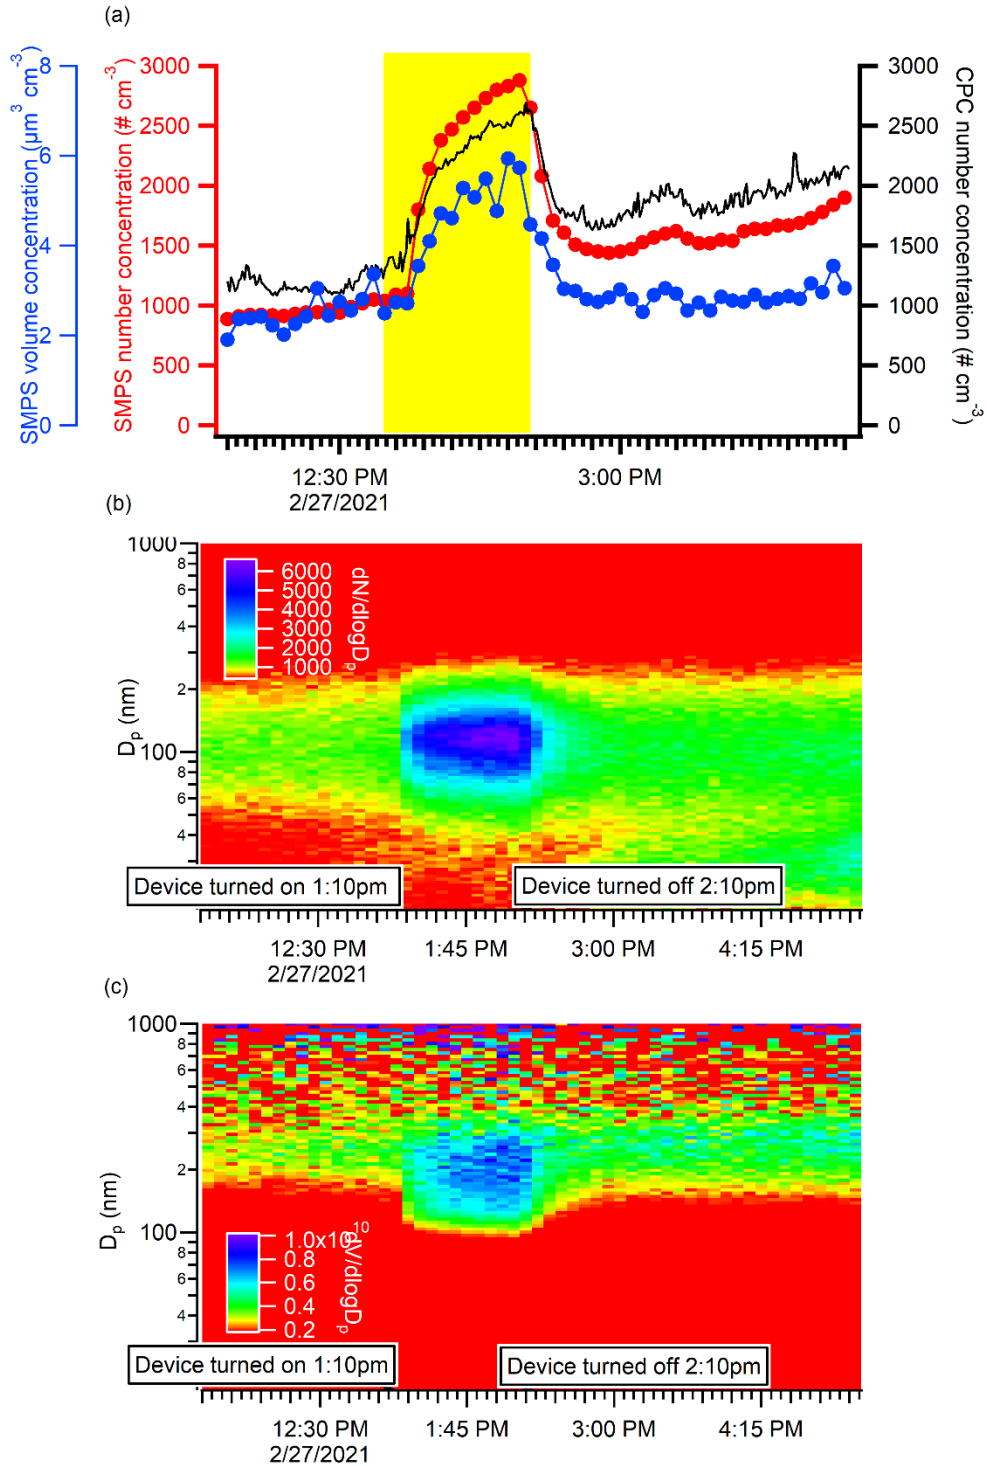 (a)
SMPS volume concentration (µm³ cm⁻³)
8
6
4
2
0
SMPS number concentration (# cm⁻³)
3000
2500
2000
1500
1000
500
0
3000
2500
2000
1500
1000
500
0
CPC number concentration (# cm⁻³)
12:30 PM
2/27/2021
3:00 PM
(b)
Dₚ (nm)
1000
8
6
4
2
100
8
6
4
6000
5000
4000
3000
2000
1000
dN/dlogDₚ
Device turned on 1:10pm
Device turned off 2:10pm
12:30 PM
2/27/2021
1:45 PM
3:00 PM
4:15 PM
(c)
Dₚ (nm)
1000
8
6
4
2
100
8
6
4
1.0x10¹⁰
0.8
0.6
0.4
0.2
dV/dlogDₚ
Device turned on 1:10pm
Device turned off 2:10pm
12:30 PM
2/27/2021
1:45 PM
3:00 PM
4:15 PM